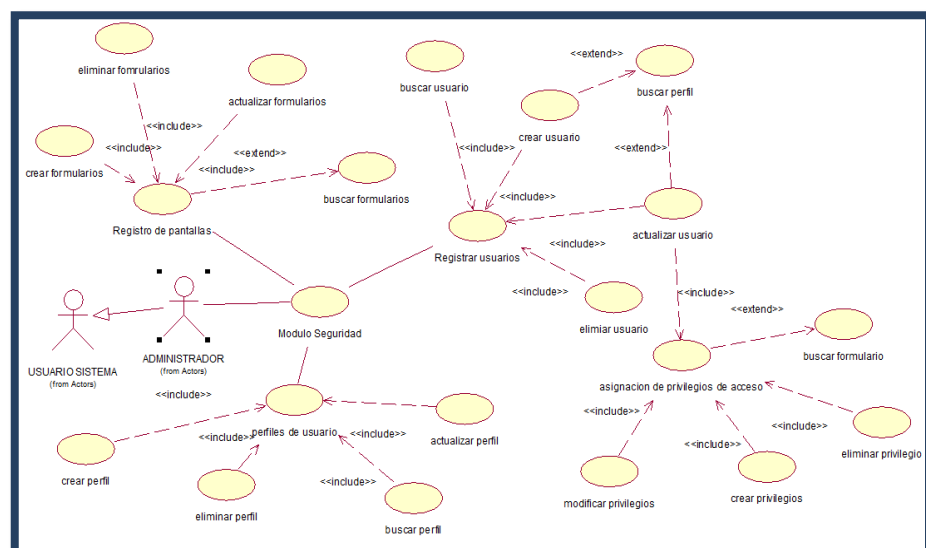 eliminar fomrularios
actualizar formularios
buscar usuario
<<extend>>
buscar perfil
crear usuario
<<include>>
<<include>>
crear formularios
<<extend>>
<<include>>
buscar formularios
<<include>>
<<extend>>
<<include>>
Registro de pantallas
Registrar usuarios
actualizar usuario
<<include>>
<<include>>
elimiar usuario
<<include>>
<<extend>>
Modulo Seguridad
buscar formulario
USUARIO SISTEMA
(from Actors)
ADMINISTRADOR
(from Actors)
asignacion de privilegios de acceso
<<include>>
perfiles de usuario
<<include>>
<<include>>
actualizar perfil
<<include>>
<<include>>
<<include>>
eliminar privilegio
crear perfil
<<include>>
eliminar perfil
buscar perfil
modificar privilegios
crear privilegios